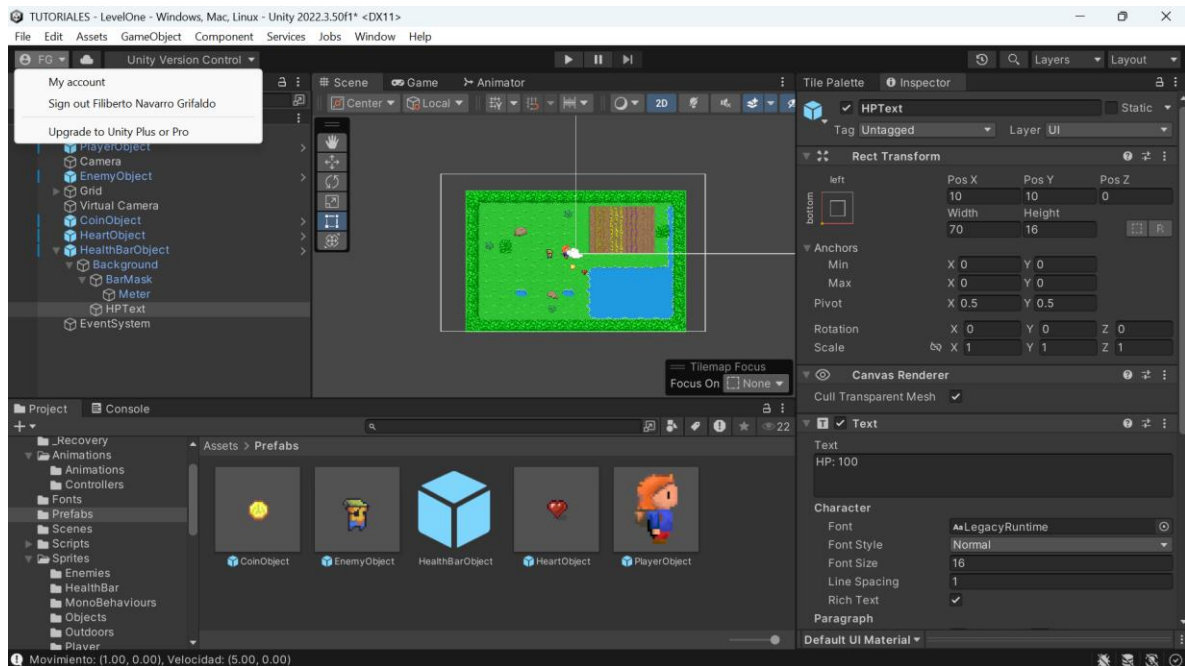 TUTORIALES - LevelOne - Windows, Mac, Linux - Unity 2022.3.50f1* <DX11>
File Edit Assets GameObject Component Services Jobs Window Help
FG Unity Version Control Layers Layout
My account
Sign out Filiberto Navarro Grifaldo
Upgrade to Unity Plus or Pro
PlayerObject
Camera
EnemyObject
Grid
Virtual Camera
CoinObject
HeartObject
HealthBarObject
Background
BarMask
Meter
HPText
EventSystem
Scene Game Animator
Center Local 2D
Tilemap Focus
Focus On None
Tile Palette Inspector
HPText Static
Tag Untagged Layer UI
Rect Transform
left Pos X Pos Y Pos Z
bottom 10 10 0
Width Height
70 16 R
Anchors
Min X 0 Y 0
Max X 0 Y 0
Pivot X 0.5 Y 0.5
Rotation X 0 Y 0 Z 0
Scale X 1 Y 1 Z 1
Canvas Renderer
Cull Transparent Mesh
Text
Text
HP: 100
Character
Font LegacyRuntime
Font Style Normal
Font Size 16
Line Spacing 1
Rich Text
Paragraph
Default UI Material
Project Console
22
_Recovery
Animations
Animations
Controllers
Fonts
Prefabs
Scenes
Scripts
Sprites
Enemies
HealthBar
MonoBehaviours
Objects
Outdoors
Player
Assets > Prefabs
CoinObject EnemyObject HealthBarObject HeartObject PlayerObject
Movimiento: (1.00, 0.00), Velocidad: (5.00, 0.00)